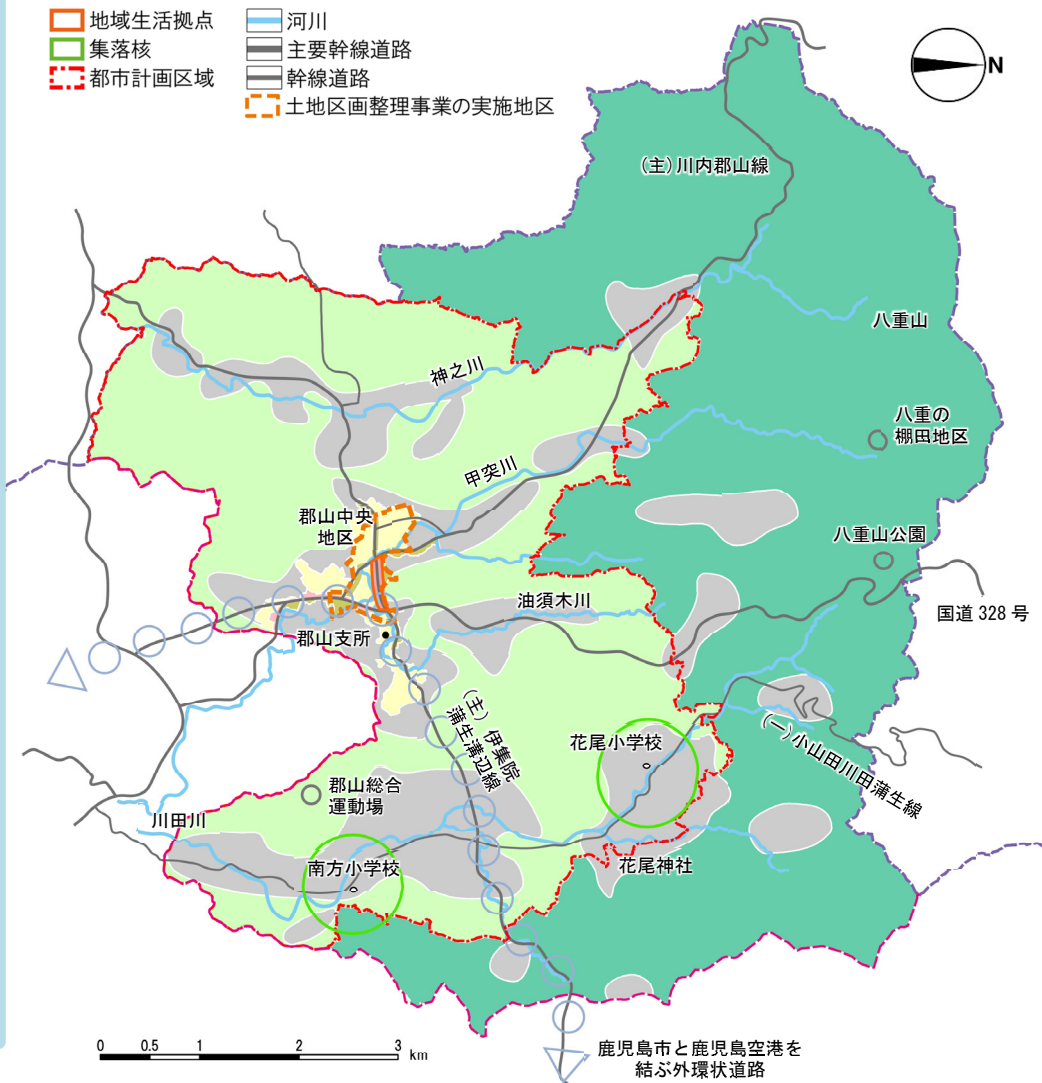 地域生活拠点
集落核
都市計画区域
河川
主要幹線道路
幹線道路
土地区画整理事業の実施地区
N
(主)川内郡山線
八重山
神之川
八重の
棚田地区
甲突川
郡山中央
地区
八重山公園
油須木川
国道 328 号
郡山支所
(主)伊集院
蒲生溝辺線
花尾小学校
(一)小山田川田蒲生線
郡山総合
運動場
川田川
南方小学校
花尾神社
0 0.5 1 2 3
km
鹿児島市と鹿児島空港を
結ぶ外環状道路